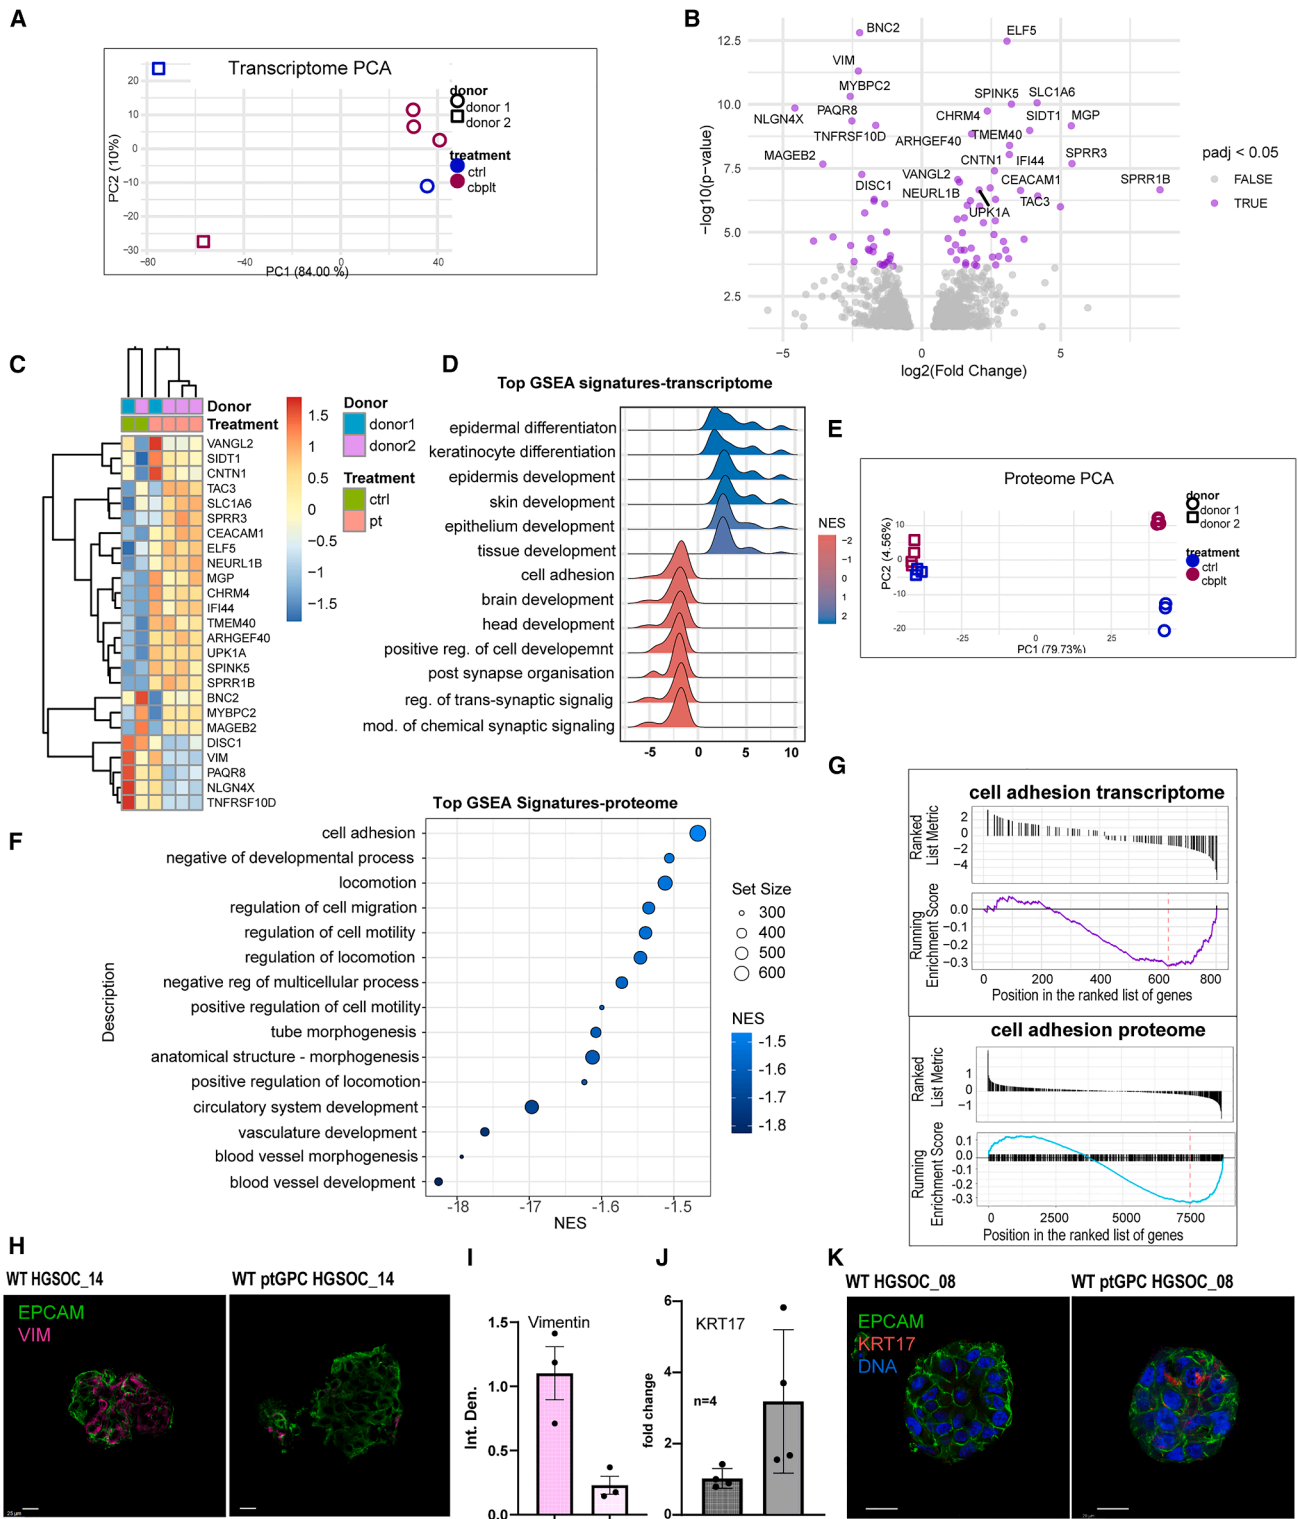 A
Transcriptome PCA
20
10
0
−10
−20
−30
PC2 (10%)
−80
−40
0
40
PC1 (84.00 %)
donor
donor 1
donor 2
treatment
ctrl
cbplt
B
12.5
10.0
7.5
5.0
2.5
−log10(p-value)
BNC2
ELF5
VIM
MYBPC2
SPINK5
SLC1A6
NLGN4X
PAQR8
CHRM4
SIDT1
MGP
TNFRSF10D
ARHGEF40
TMEM40
MAGEB2
CNTN1
IFI44
SPRR3
DISC1
VANGL2
CEACAM1
SPRR1B
NEURL1B
TAC3
UPK1A
−5
0
5
log2(Fold Change)
padj < 0.05
FALSE
TRUE
C
Donor
Treatment
VANGL2
SIDT1
CNTN1
TAC3
SLC1A6
SPRR3
CEACAM1
ELF5
NEURL1B
MGP
CHRM4
IFI44
TMEM40
ARHGEF40
UPK1A
SPINK5
SPRR1B
BNC2
MYBPC2
MAGEB2
DISC1
VIM
PAQR8
NLGN4X
TNFRSF10D
1.5
1
0.5
0
−0.5
−1
−1.5
Donor
donor1
donor2
Treatment
ctrl
pt
D
Top GSEA signatures-transcriptome
epidermal differentiaton
keratinocyte differentiation
epidermis development
skin development
epithelium development
tissue development
cell adhesion
brain development
head development
positive reg. of cell developemnt
post synapse organisation
reg. of trans-synaptic signalig
mod. of chemical synaptic signaling
-5
0
5
10
NES
−2
−1
0
1
2
E
Proteome PCA
10
0
-10
-20
PC2 (4.56%)
-25
0
25
PC1 (79.73%)
donor
donor 1
donor 2
treatment
ctrl
cbplt
F
Top GSEA Signatures-proteome
Description
cell adhesion
negative of developmental process
locomotion
regulation of cell migration
regulation of cell motility
regulation of locomotion
negative reg of multicellular process
positive regulation of cell motility
tube morphogenesis
anatomical structure - morphogenesis
positive regulation of locomotion
circulatory system development
vasculature development
blood vessel morphogenesis
blood vessel development
-18
-17
-1.6
-1.5
NES
Set Size
300
400
500
600
NES
-1.5
-1.6
-1.7
-1.8
G
cell adhesion transcriptome
Ranked
List Metric
2
0
−2
−4
Running
Enrichment Score
0.0
−0.1
−0.2
−0.3
0
200
400
600
800
Position in the ranked list of genes
cell adhesion proteome
Ranked
List Metric
1
0
−1
Running
Enrichment Score
0.1
0.0
-0.1
-0.2
-0.3
0
2500
5000
7500
Position in the ranked list of genes
H
WT HGSOC_14
EPCAM
VIM
25 µm
WT ptGPC HGSOC_14
I
Vimentin
Int. Den.
1.5
1.0
0.5
0.0
J
KRT17
n=4
fold change
6
4
2
0
K
WT HGSOC_08
EPCAM
KRT17
DNA
WT ptGPC HGSOC_08
25 µm